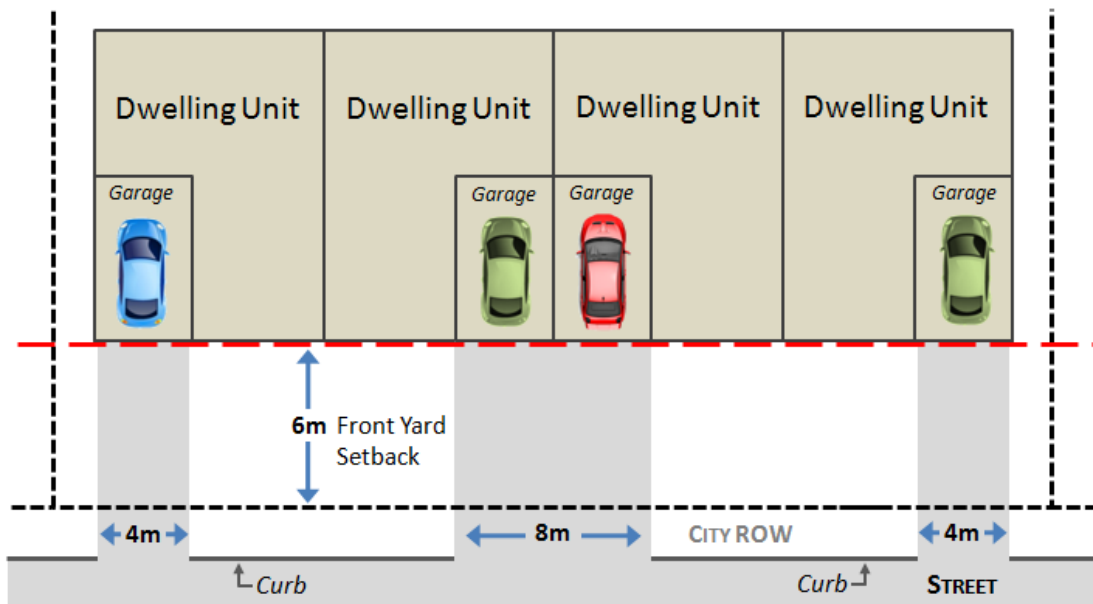 Dwelling Unit
Dwelling Unit
Dwelling Unit
Dwelling Unit
Garage
Garage
Garage
Garage
6m Front Yard
Setback
4m
8m
CITY ROW
4m
Curb
Curb
STREET